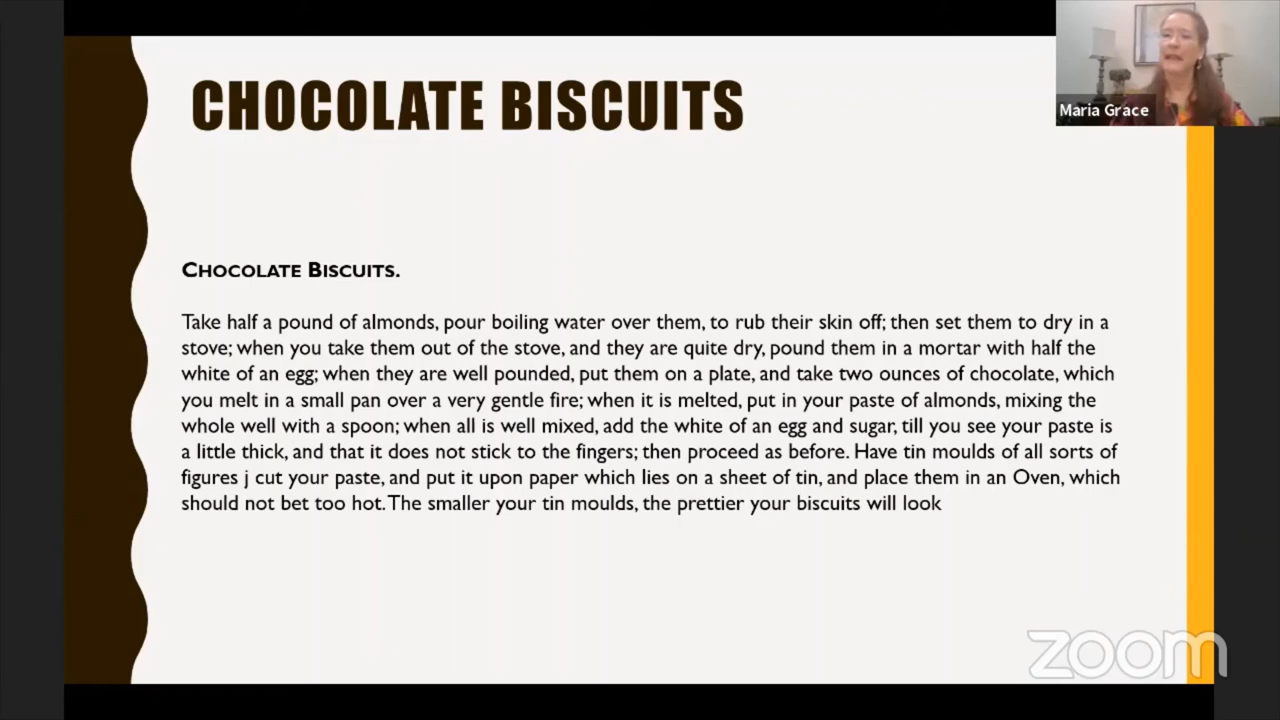 CHOCOLATE BISCUITS
Maria Grace
CHOCOLATE BISCUITS.
Take half a pound of almonds, pour boiling water over them, to rub their skin off; then set them to dry in a
stove; when you take them out of the stove, and they are quite dry, pound them in a mortar with half the
white of an egg; when they are well pounded, put them on a plate, and take two ounces of chocolate, which
you melt in a small pan over a very gentle fire; when it is melted, put in your paste of almonds, mixing the
whole well with a spoon; when all is well mixed, add the white of an egg and sugar, till you see your paste is
a little thick, and that it does not stick to the fingers; then proceed as before. Have tin moulds of all sorts of
figures j cut your paste, and put it upon paper which lies on a sheet of tin, and place them in an Oven, which
should not bet too hot. The smaller your tin moulds, the prettier your biscuits will look
zoom